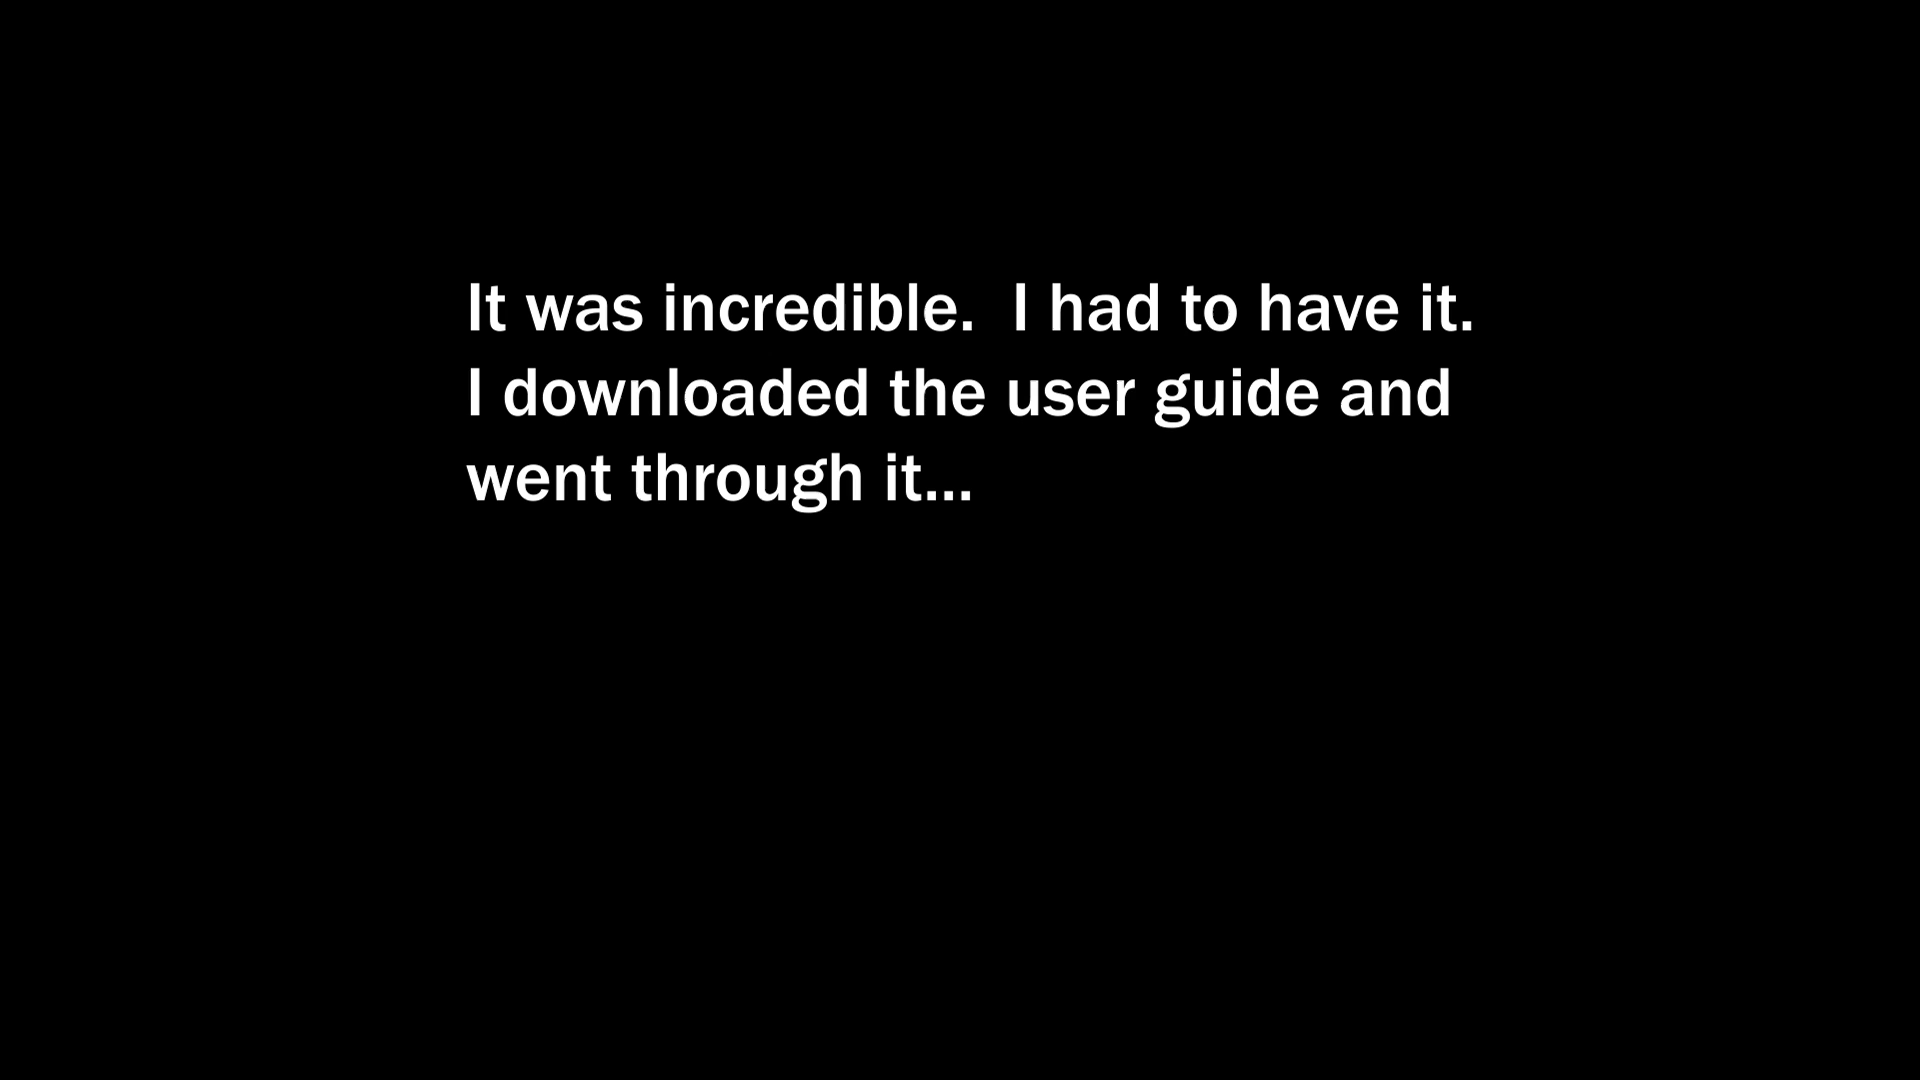 It was incredible.  I had to have it.
I downloaded the user guide and
went through it...